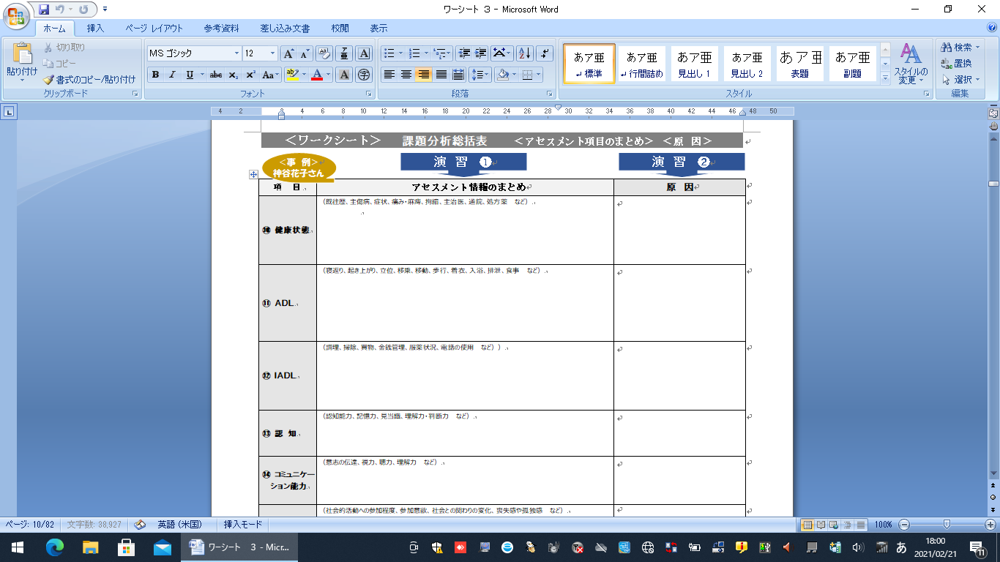 ワーシート ３ - Microsoft Word
ホーム 挿入 ページ レイアウト 参考資料 差し込み文書 校閲 表示
貼り付け
切り取り
コピー
書式のコピー/貼り付け
クリップボード
MS ゴシック 12
フォント
段落
あア亜 あア亜 あア亜 あア亜 あア亜 あア亜
標準 行間詰め 見出し 1 見出し 2 表題 副題
スタイルの変更
スタイル
検索
置換
選択
編集
4 2 2 4 6 8 10 12 14 16 18 20 22 24 26 28 30 32 34 36 38 40 42 44 46 48 50
＜ワークシート＞ 課題分析総括表 ＜アセスメント項目のまとめ＞ ＜原 因＞
＜事 例＞
神谷花子さん
演 習 ❶
演 習 ❷
項 目 アセスメント情報のまとめ 原 因
⑩ 健康状態
（既往歴、主傷病、症状、痛み・麻痺、拘縮、主治医、通院、処方薬 など）
⑪ ADL
（寝返り、起き上がり、立位、移乗、移動、歩行、着衣、入浴、排泄、食事 など）
⑫ IADL
（調理、掃除、買物、金銭管理、服薬状況、電話の使用 など））
⑬ 認 知
（認知能力、記憶力、見当識、理解力・判断力 など）
⑭ コミュニケー
ション能力
（意志の伝達、視力、聴力、理解力 など）
（社会的活動への参加程度、参加意欲、社会との関わりの変化、喪失感や孤独感 など）
ページ: 10/82 文字数: 38,927 英語 (米国) 挿入モード 100%
ワーシート ３ - Micr...
あ
18:00
2021/02/21
11